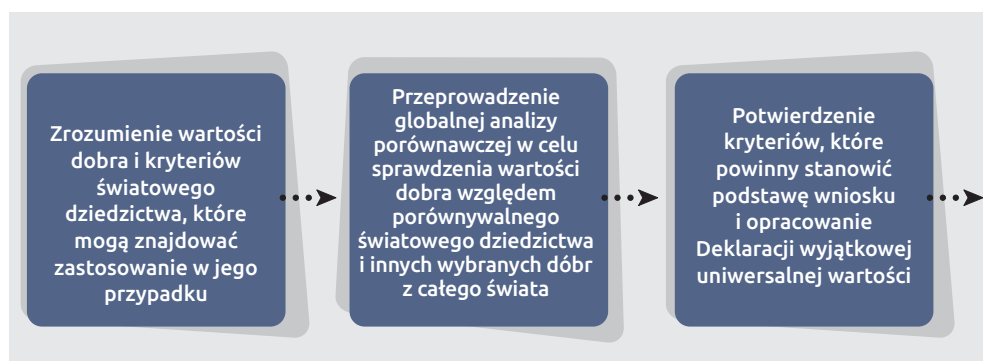 Zrozumienie wartości
dobra i kryteriów
światowego
dziedzictwa, które
mogą znajdować
zastosowanie w jego
przypadku
Przeprowadzenie
globalnej analizy
porównawczej w celu
sprawdzenia wartości
dobra względem
porównywalnego
światowego dziedzictwa
i innych wybranych dóbr
z całego świata
Potwierdzenie
kryteriów, które
powinny stanowić
podstawę wniosku
i opracowanie
Deklaracji wyjątkowej
uniwersalnej wartości